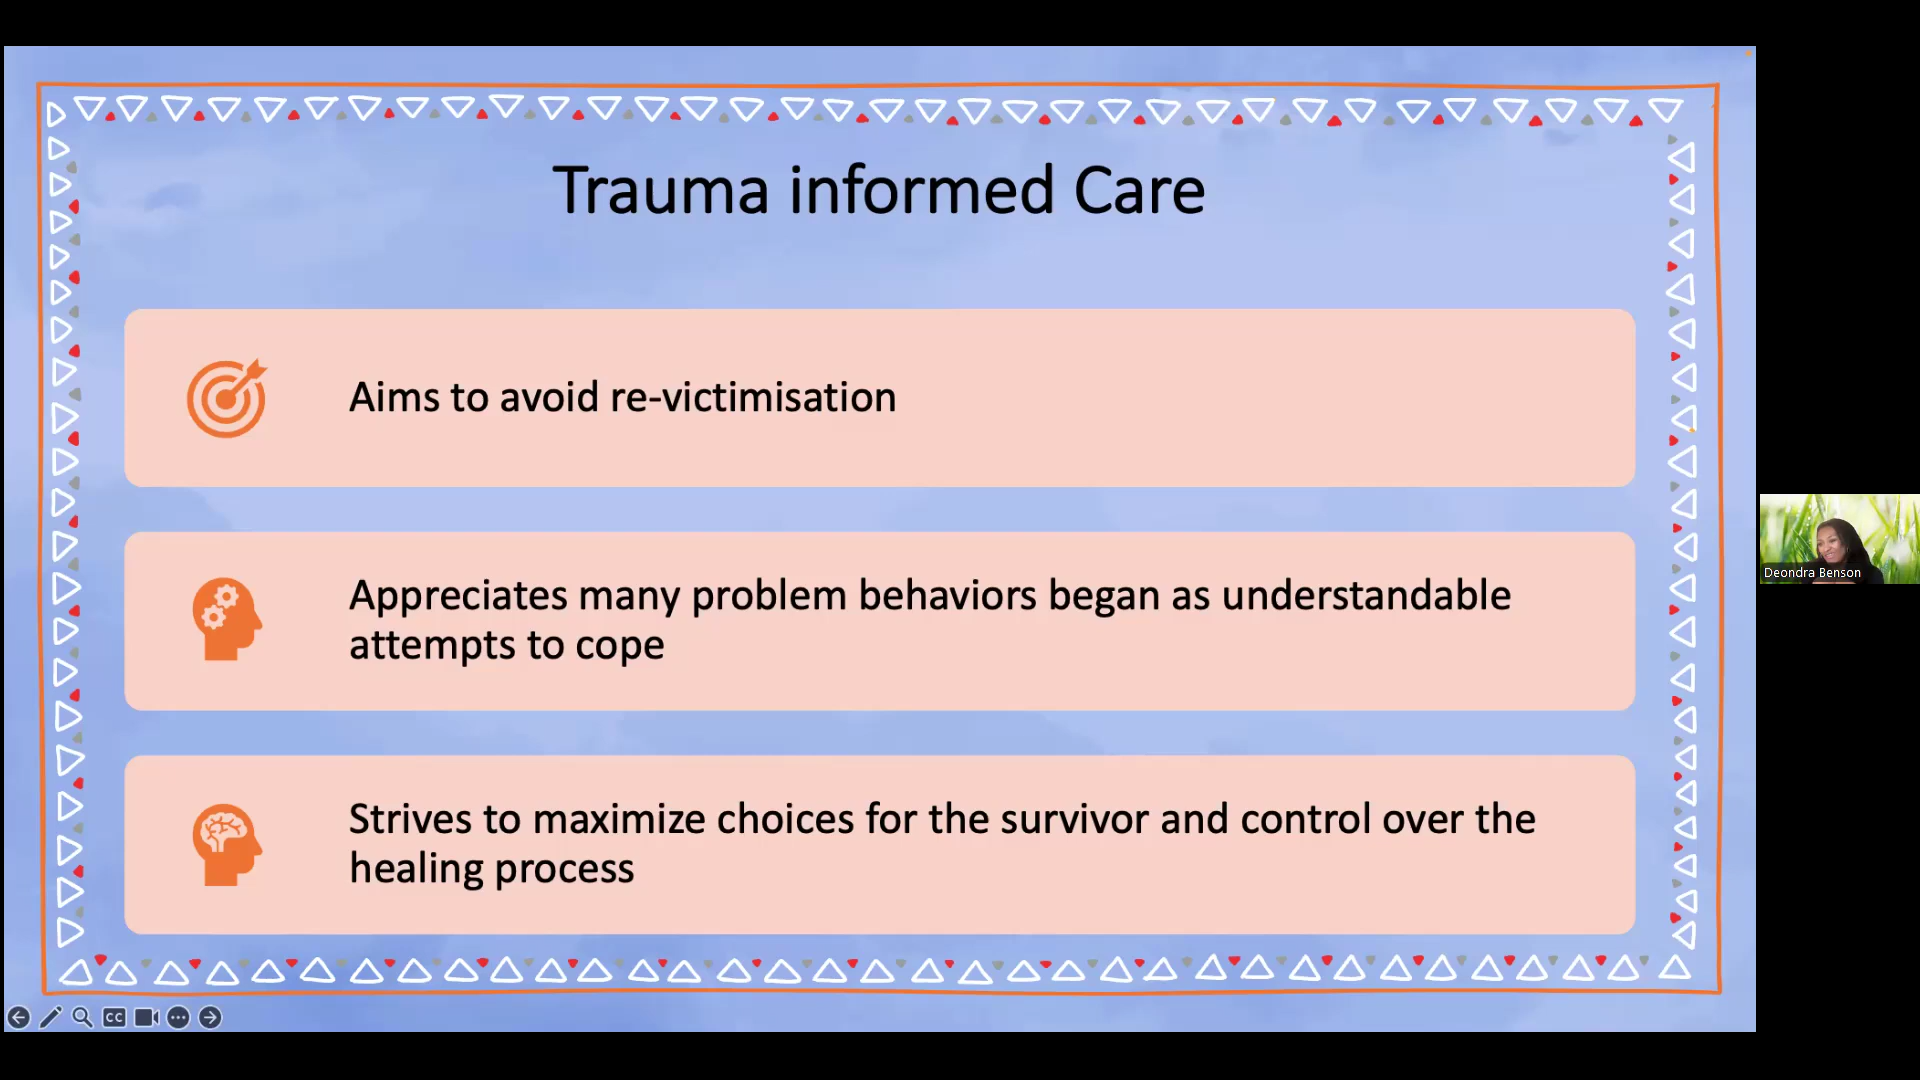 Trauma informed Care
Aims to avoid re-victimisation
Appreciates many problem behaviors began as understandable
attempts to cope
Strives to maximize choices for the survivor and control over the
healing process
Deondra Benson
CC